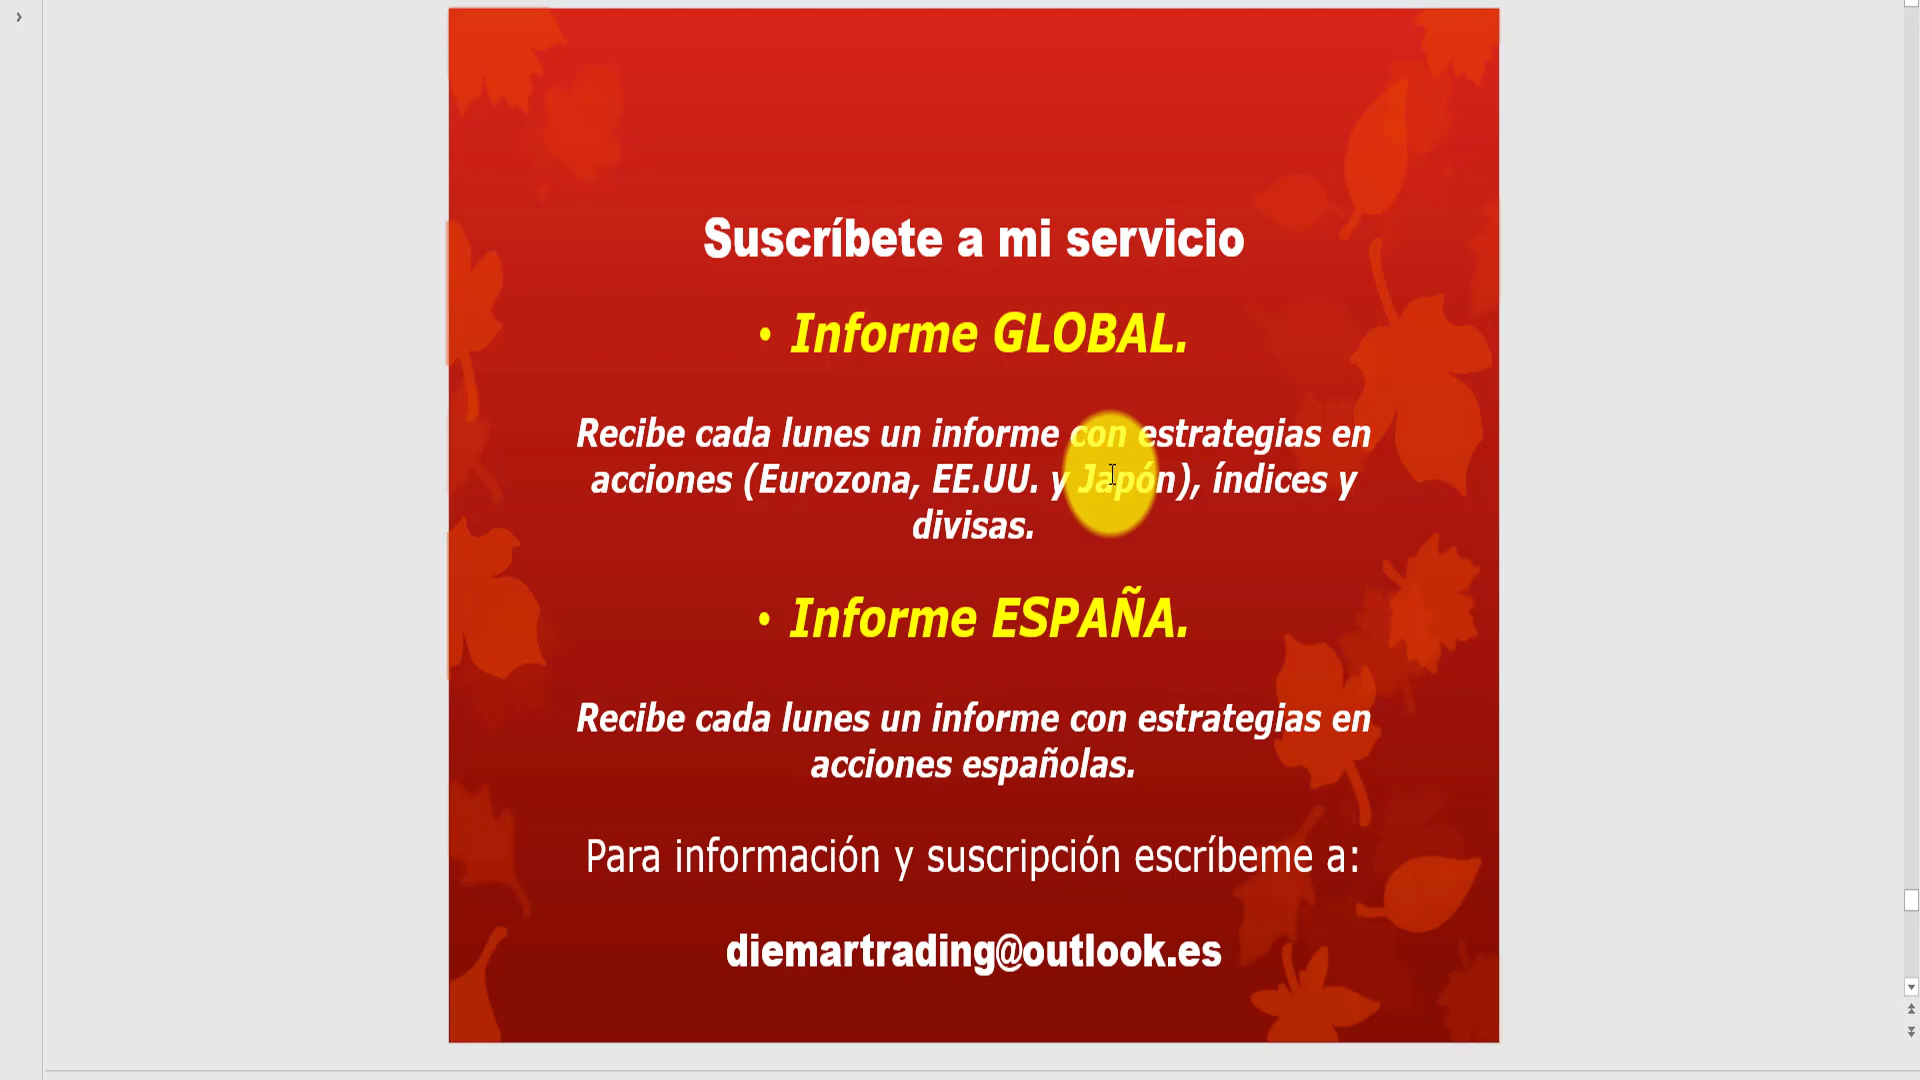 Suscríbete a mi servicio
• Informe GLOBAL.
Recibe cada lunes un informe con estrategias en
acciones (Eurozona, EE.UU. y Japón), índices y
divisas.
• Informe ESPAÑA.
Recibe cada lunes un informe con estrategias en
acciones españolas.
Para información y suscripción escríbeme a:
diemartrading@outlook.es